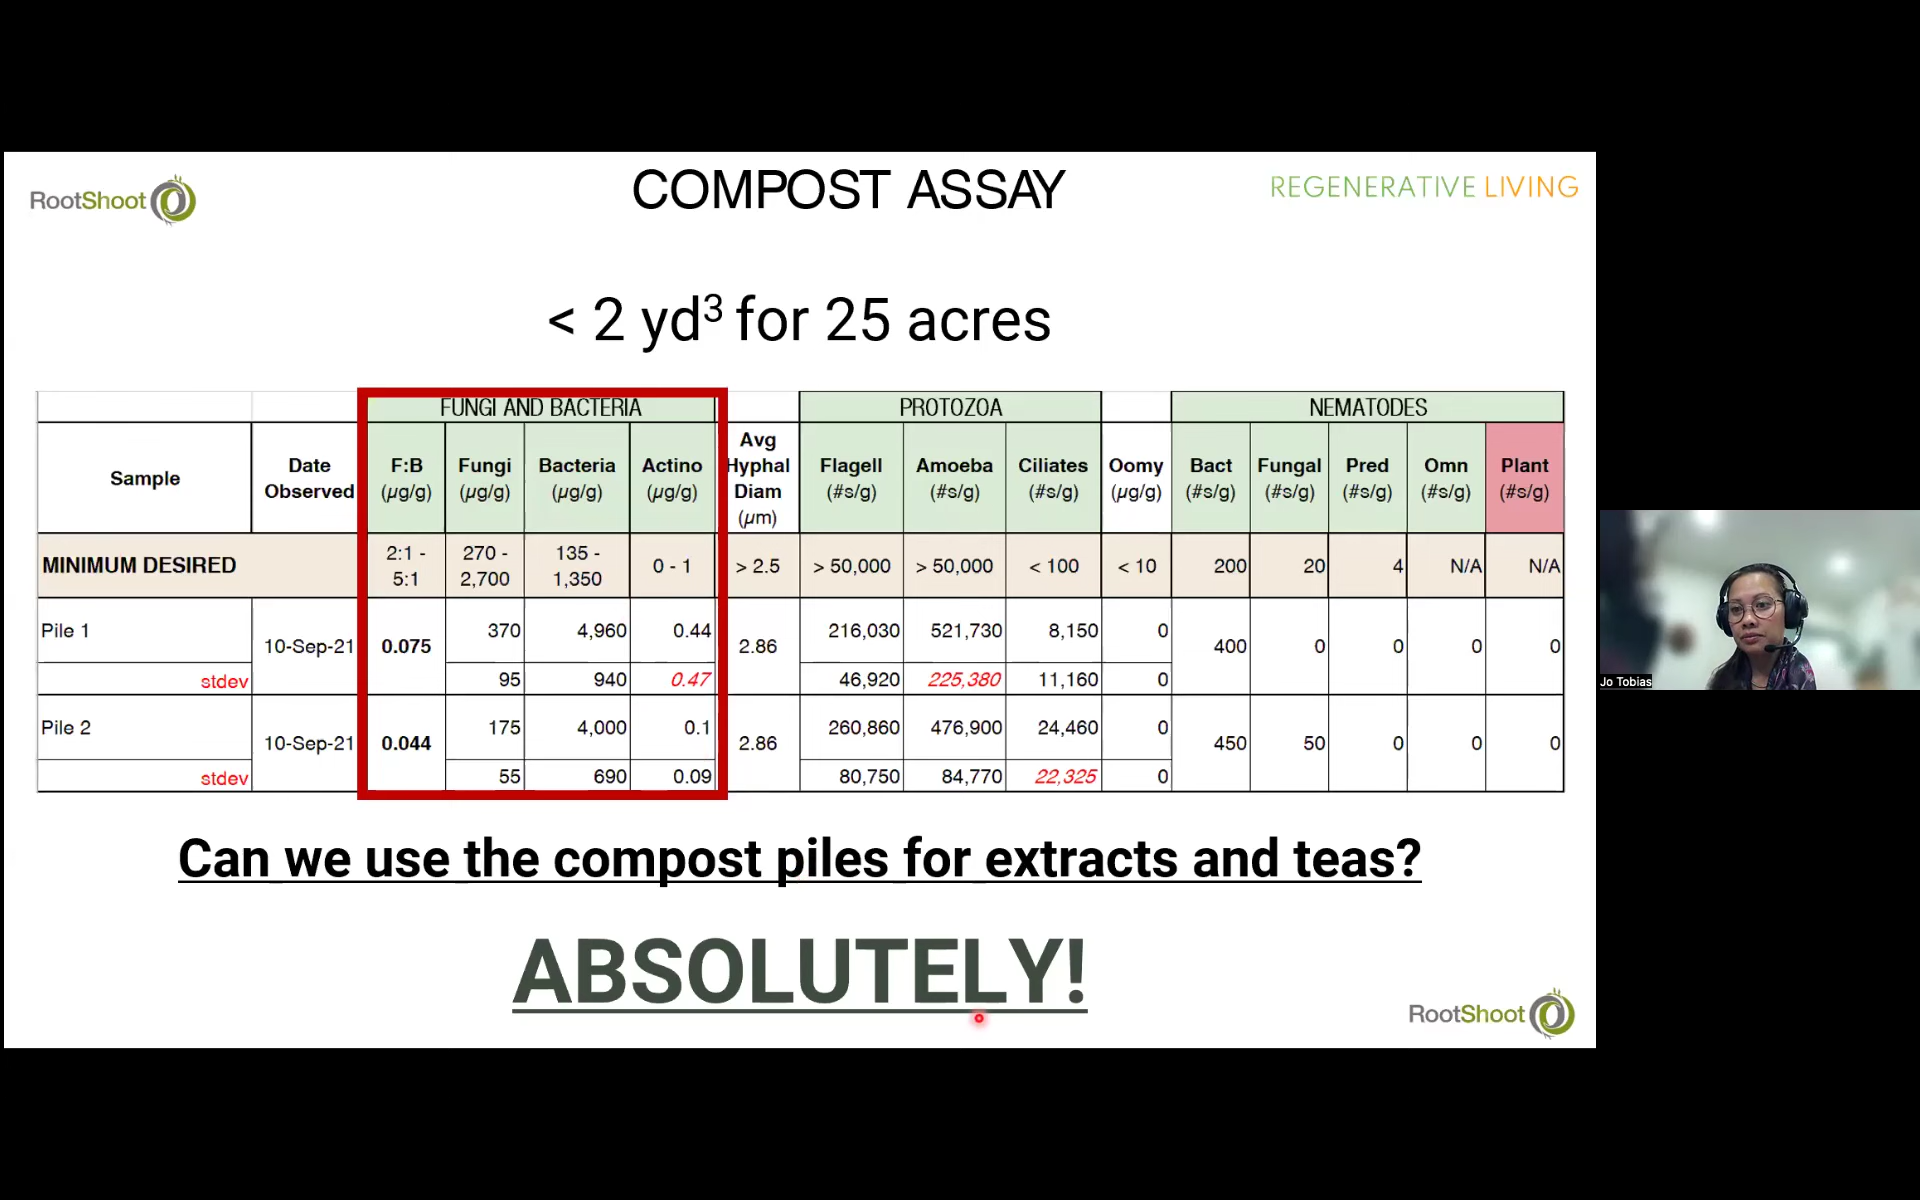 RootShoot
COMPOST ASSAY
REGENERATIVE LIVING
< 2 yd³ for 25 acres
FUNGI AND BACTERIA PROTOZOA NEMATODES
Sample Date Observed F:B (µg/g) Fungi (µg/g) Bacteria (µg/g) Actino (µg/g) Avg Hyphal Diam (µm) Flagell (#s/g) Amoeba (#s/g) Ciliates (#s/g) Oomy (µg/g) Bact (#s/g) Fungal (#s/g) Pred (#s/g) Omn (#s/g) Plant (#s/g)
MINIMUM DESIRED 2:1 - 5:1 270 - 2,700 135 - 1,350 0 - 1 > 2.5 > 50,000 > 50,000 < 100 < 10 200 20 4 N/A N/A
Pile 1 10-Sep-21 0.075 370 4,960 0.44 2.86 216,030 521,730 8,150 0 400 0 0 0 0
stdev 95 940 0.47 46,920 225,380 11,160 0
Pile 2 10-Sep-21 0.044 175 4,000 0.1 2.86 260,860 476,900 24,460 0 450 50 0 0 0
stdev 55 690 0.09 80,750 84,770 22,325 0
Can we use the compost piles for extracts and teas?
ABSOLUTELY!
RootShoot
Jo Tobias